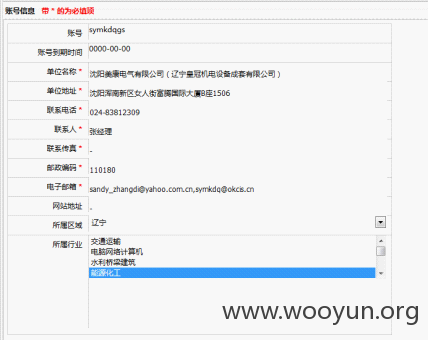 账号信息 带 * 的为必填项
账号 symkdqgs
账号到期时间 0000-00-00
单位名称 * 沈阳美康电气有限公司（辽宁皇冠机电设备成套有限公司）
单位地址 * 沈阳浑南新区女人街富腾国际大厦B座1506
联系电话 * 024-83812309
联系人 * 张经理
联系传真 * -
邮政编码 * 110180
电子邮箱 * sandy_zhangdi@yahoo.com.cn,symkdq@okcis.cn
网站地址 .
所属区域 辽宁
所属行业 交通运输
电脑网络计算机
水利桥梁建筑
能源化工
www.wooyun.org